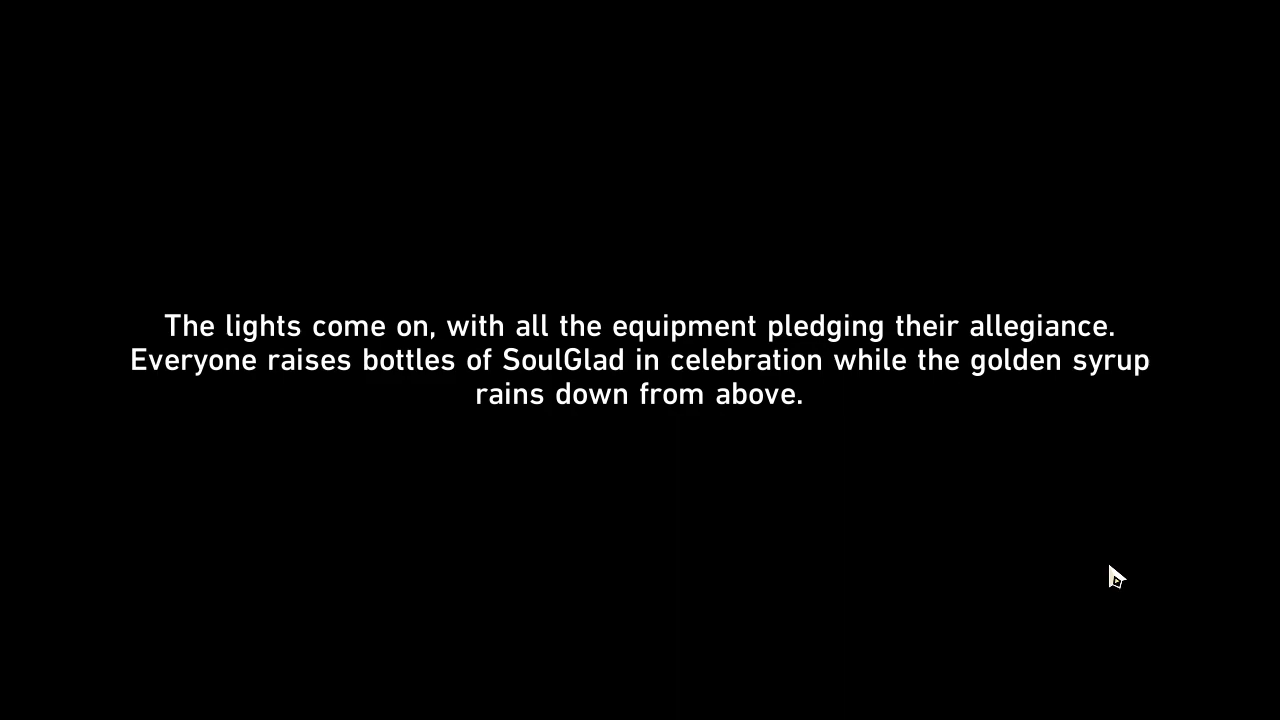 The lights come on, with all the equipment pledging their allegiance.
Everyone raises bottles of SoulGlad in celebration while the golden syrup
rains down from above.